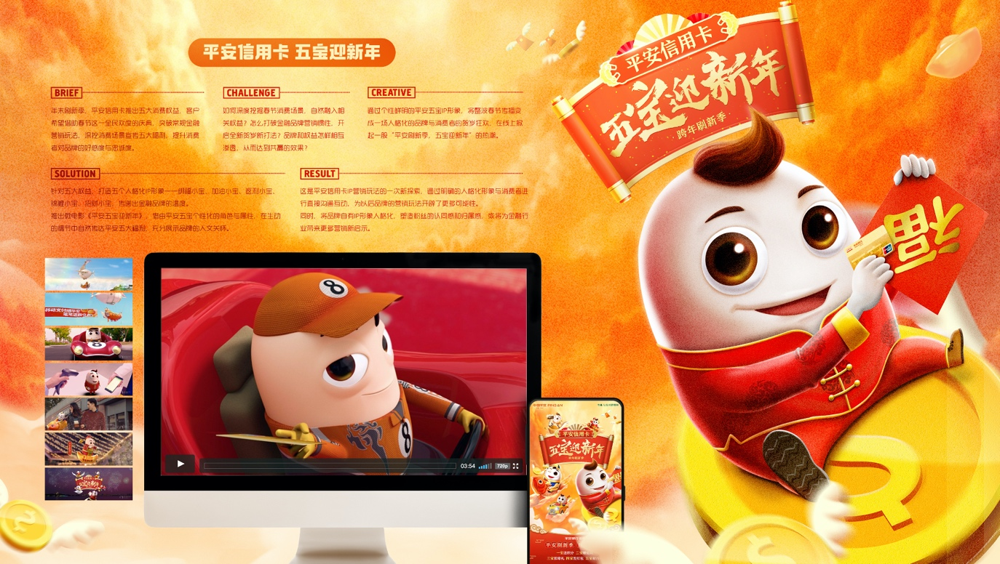 平安信用卡 五宝迎新年
BRIEF
年末刷新季，平安信用卡推出五大消费权益，客户
希望借助春节这一全民欢度的庆典，突破常规金融
营销玩法，深挖消费场景宣传五大福利，提升消费
者对品牌的好感度与忠诚度。
CHALLENGE
如何深度挖掘春节消费场景，自然融入相
关权益？怎么打破金融品牌营销惯性，开
启全新贺岁新打法？品牌和权益怎样相互
渗透，从而达到共赢的效果？
CREATIVE
通过个性鲜明的平安五宝IP形象，将整波春节传播变
成一场人格化的品牌与消费者的贺岁狂欢，在线上掀
起一股“平安刷新季，五宝迎新年”的热潮。
SOLUTION
针对五大权益，打造五个人格化IP形象——纳福小宝、加油小宝、返利小宝、
锦鲤小宝、招财小宝，传递出金融品牌的温度。
推出微电影《平安五宝迎新年》，借由平安五宝个性化的角色与属性，在生动
的情节中自然传达平安五大福利，充分展示品牌的人文关怀。
RESULT
这是平安信用卡IP营销玩法的一次新探索，通过明确的人格化形象与消费者进
行直接沟通互动，为以后品牌的营销玩法开辟了更多可能性。
同时，将品牌自有IP形象人格化，塑造粉丝的认同感和归属感，依将为金融行
业带来更多营销新启示。
平安信用卡
五宝迎新年
跨年刷新季
福
8
8
03:54
720p
平安信用卡
五宝迎新年
跨年刷新季
平安刷新季